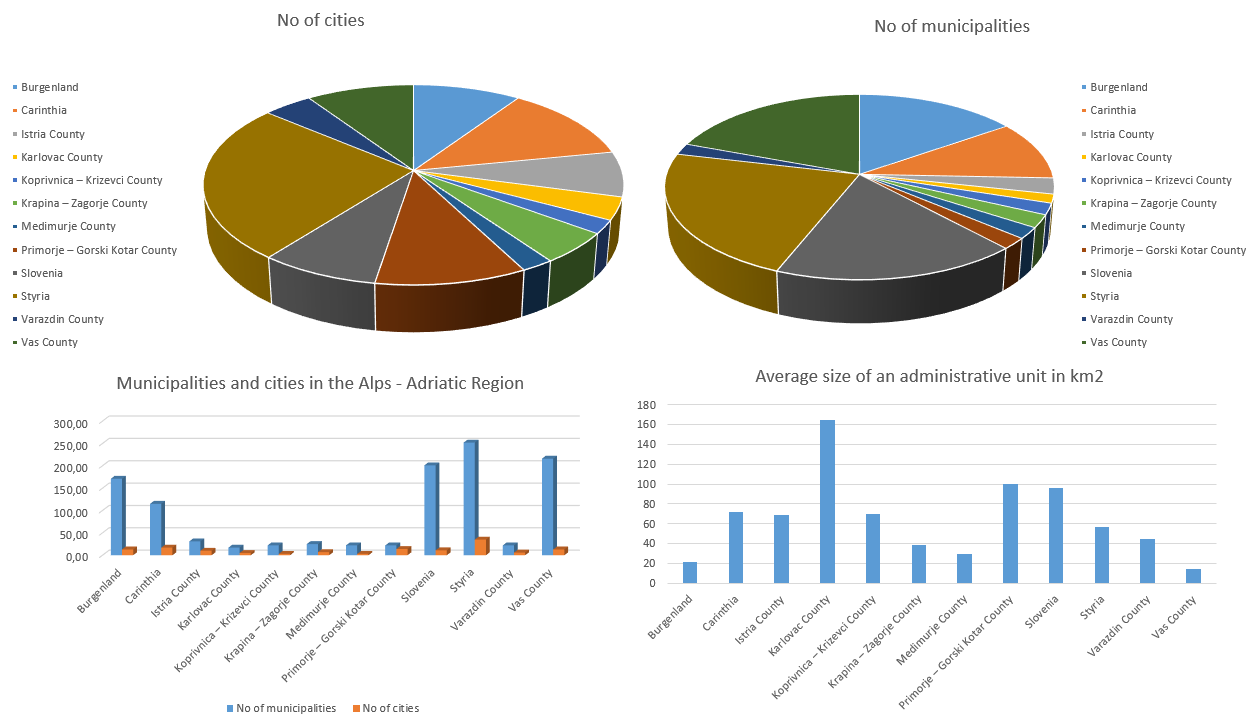 No of cities
Burgenland
Carinthia
Istria County
Karlovac County
Koprivnica – Krizevci County
Krapina – Zagorje County
Medimurje County
Primorje – Gorski Kotar County
Slovenia
Styria
Varazdin County
Vas County
No of municipalities
Burgenland
Carinthia
Istria County
Karlovac County
Koprivnica – Krizevci County
Krapina – Zagorje County
Medimurje County
Primorje – Gorski Kotar County
Slovenia
Styria
Varazdin County
Vas County
Municipalities and cities in the Alps - Adriatic Region
300,00
250,00
200,00
150,00
100,00
50,00
0,00
Burgenland
Carinthia
Istria County
Karlovac County
Koprivnica – Krizevci County
Krapina – Zagorje County
Medimurje County
Primorje – Gorski Kotar County
Slovenia
Styria
Varazdin County
Vas County
No of municipalities
No of cities
Average size of an administrative unit in km2
180
160
140
120
100
80
60
40
20
0
Burgenland
Carinthia
Istria County
Karlovac County
Koprivnica – Krizevci County
Krapina – Zagorje County
Medimurje County
Primorje – Gorski Kotar County
Slovenia
Styria
Varazdin County
Vas County